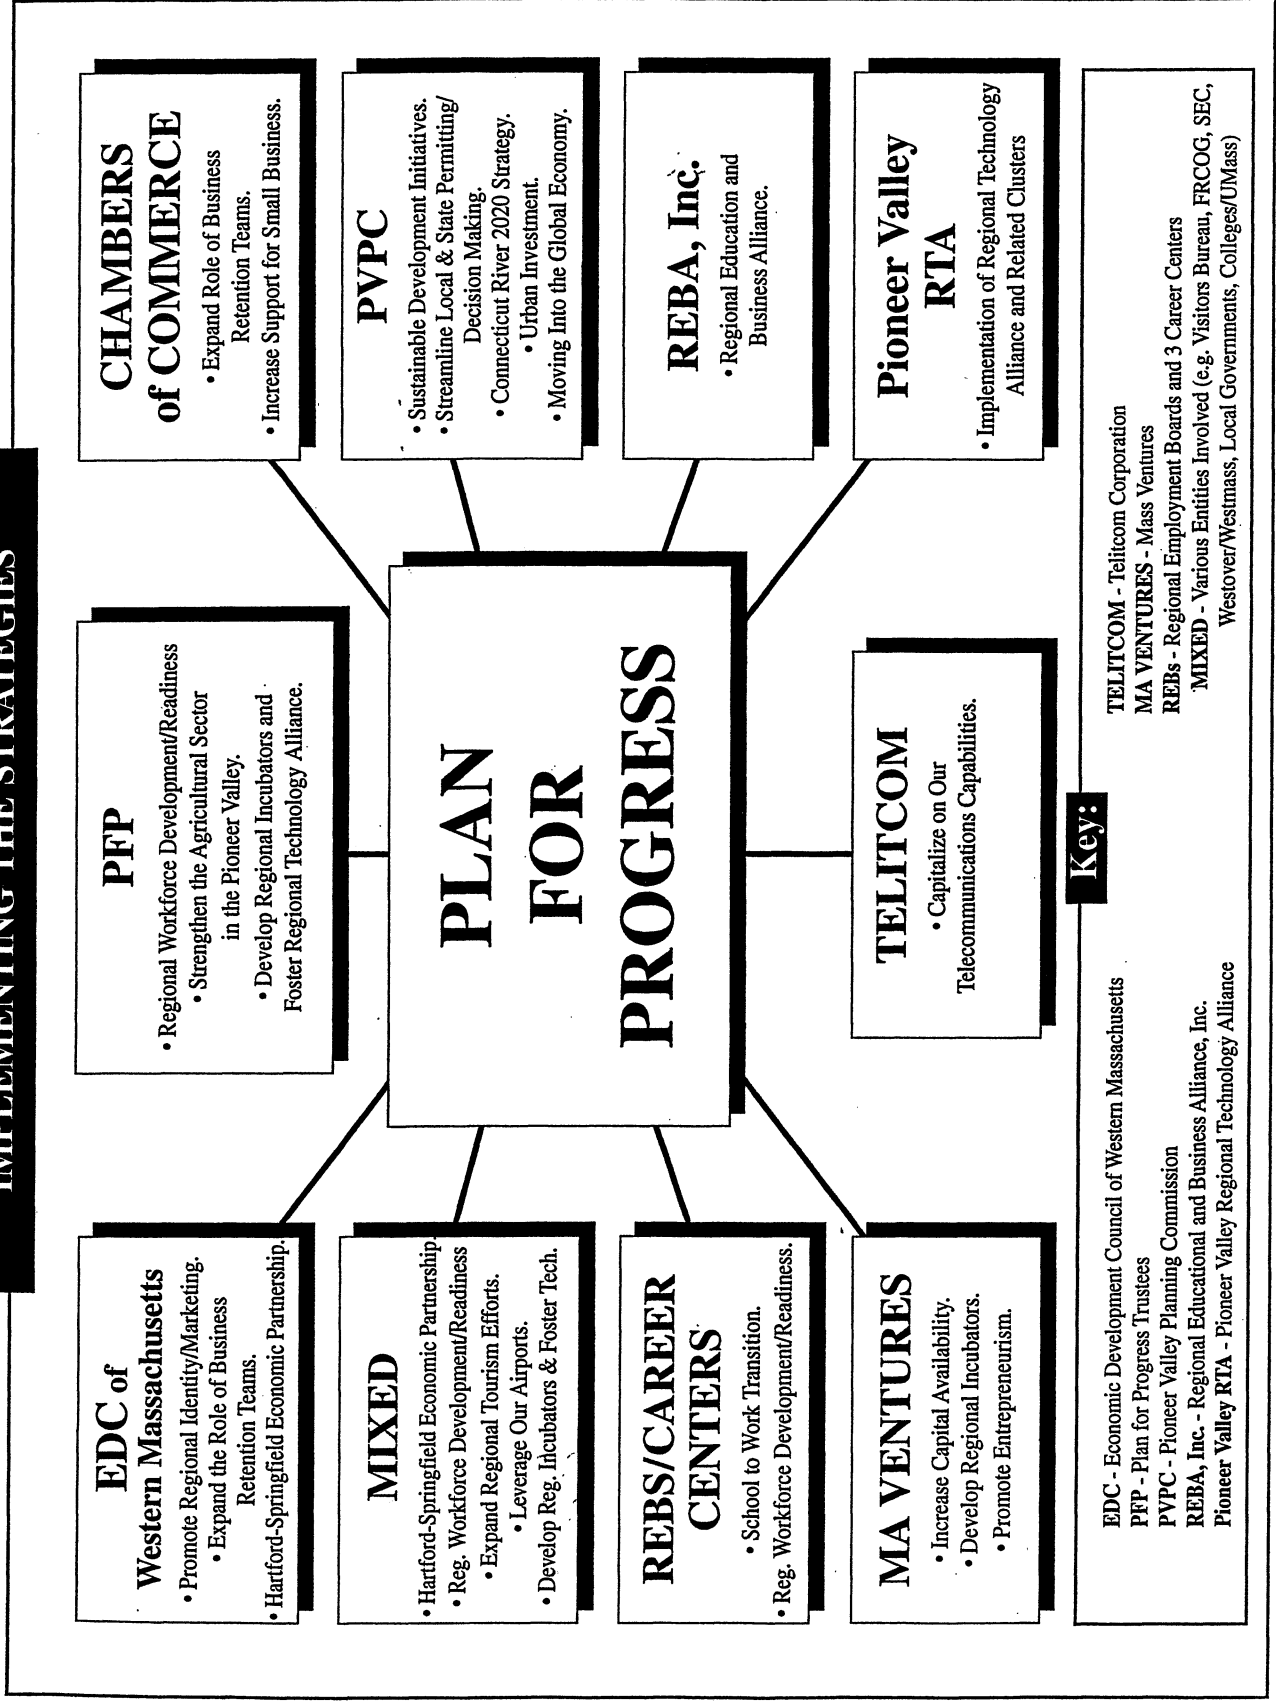 IMPLEMENTING THE STRATEGIES
EDC of
Western Massachusetts
• Promote Regional Identity/Marketing.
• Expand the Role of Business
Retention Teams.
• Hartford-Springfield Economic Partnership.
PFP
• Regional Workforce Development/Readiness
• Strengthen the Agricultural Sector
in the Pioneer Valley.
• Develop Regional Incubators and
Foster Regional Technology Alliance.
CHAMBERS
of COMMERCE
• Expand Role of Business
Retention Teams.
• Increase Support for Small Business.
MIXED
• Hartford-Springfield Economic Partnership.
• Reg. Workforce Development/Readiness
• Expand Regional Tourism Efforts.
• Leverage Our Airports.
• Develop Reg. Incubators & Foster Tech.
PLAN
FOR
PROGRESS
PVPC
• Sustainable Development Initiatives.
• Streamline Local & State Permitting/
Decision Making.
• Connecticut River 2020 Strategy.
• Urban Investment.
• Moving Into the Global Economy.
REBS/CAREER
CENTERS
• School to Work Transition.
• Reg. Workforce Development/Readiness.
REBA, Inc.
• Regional Education and
Business Alliance.
MA VENTURES
• Increase Capital Availability.
• Develop Regional Incubators.
• Promote Entrepreneurism.
TELITCOM
• Capitalize on Our
Telecommunications Capabilities.
Pioneer Valley
RTA
• Implementation of Regional Technology
Alliance and Related Clusters
Key:
EDC - Economic Development Council of Western Massachusetts
PFP - Plan for Progress Trustees
PVPC - Pioneer Valley Planning Commission
REBA, Inc. - Regional Educational and Business Alliance, Inc.
Pioneer Valley RTA - Pioneer Valley Regional Technology Alliance
TELITCOM - Telitcom Corporation
MA VENTURES - Mass Ventures
REBs - Regional Employment Boards and 3 Career Centers
MIXED - Various Entities Involved (e.g. Visitors Bureau, FRCOG, SEC,
Westover/Westmass, Local Governments, Colleges/UMass)